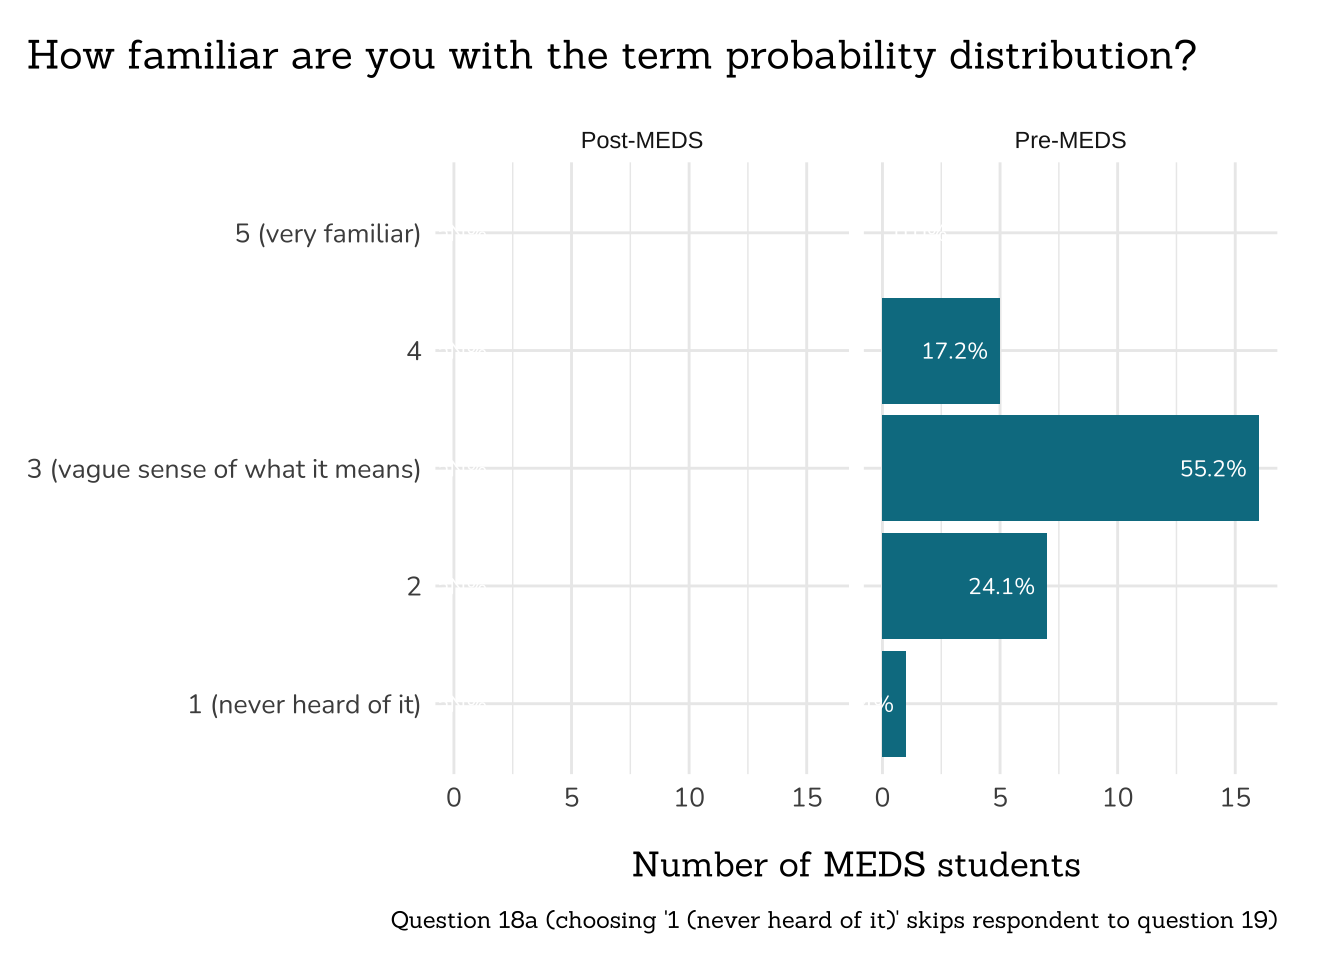 How familiar are you with the term probability distribution?
Post-MEDS
Pre-MEDS
5 (very familiar)
4
17.2%
3 (vague sense of what it means)
55.2%
2
24.1%
1 (never heard of it)
%
0 5 10 15 0 5 10 15
Number of MEDS students
Question 18a (choosing '1 (never heard of it)' skips respondent to question 19)